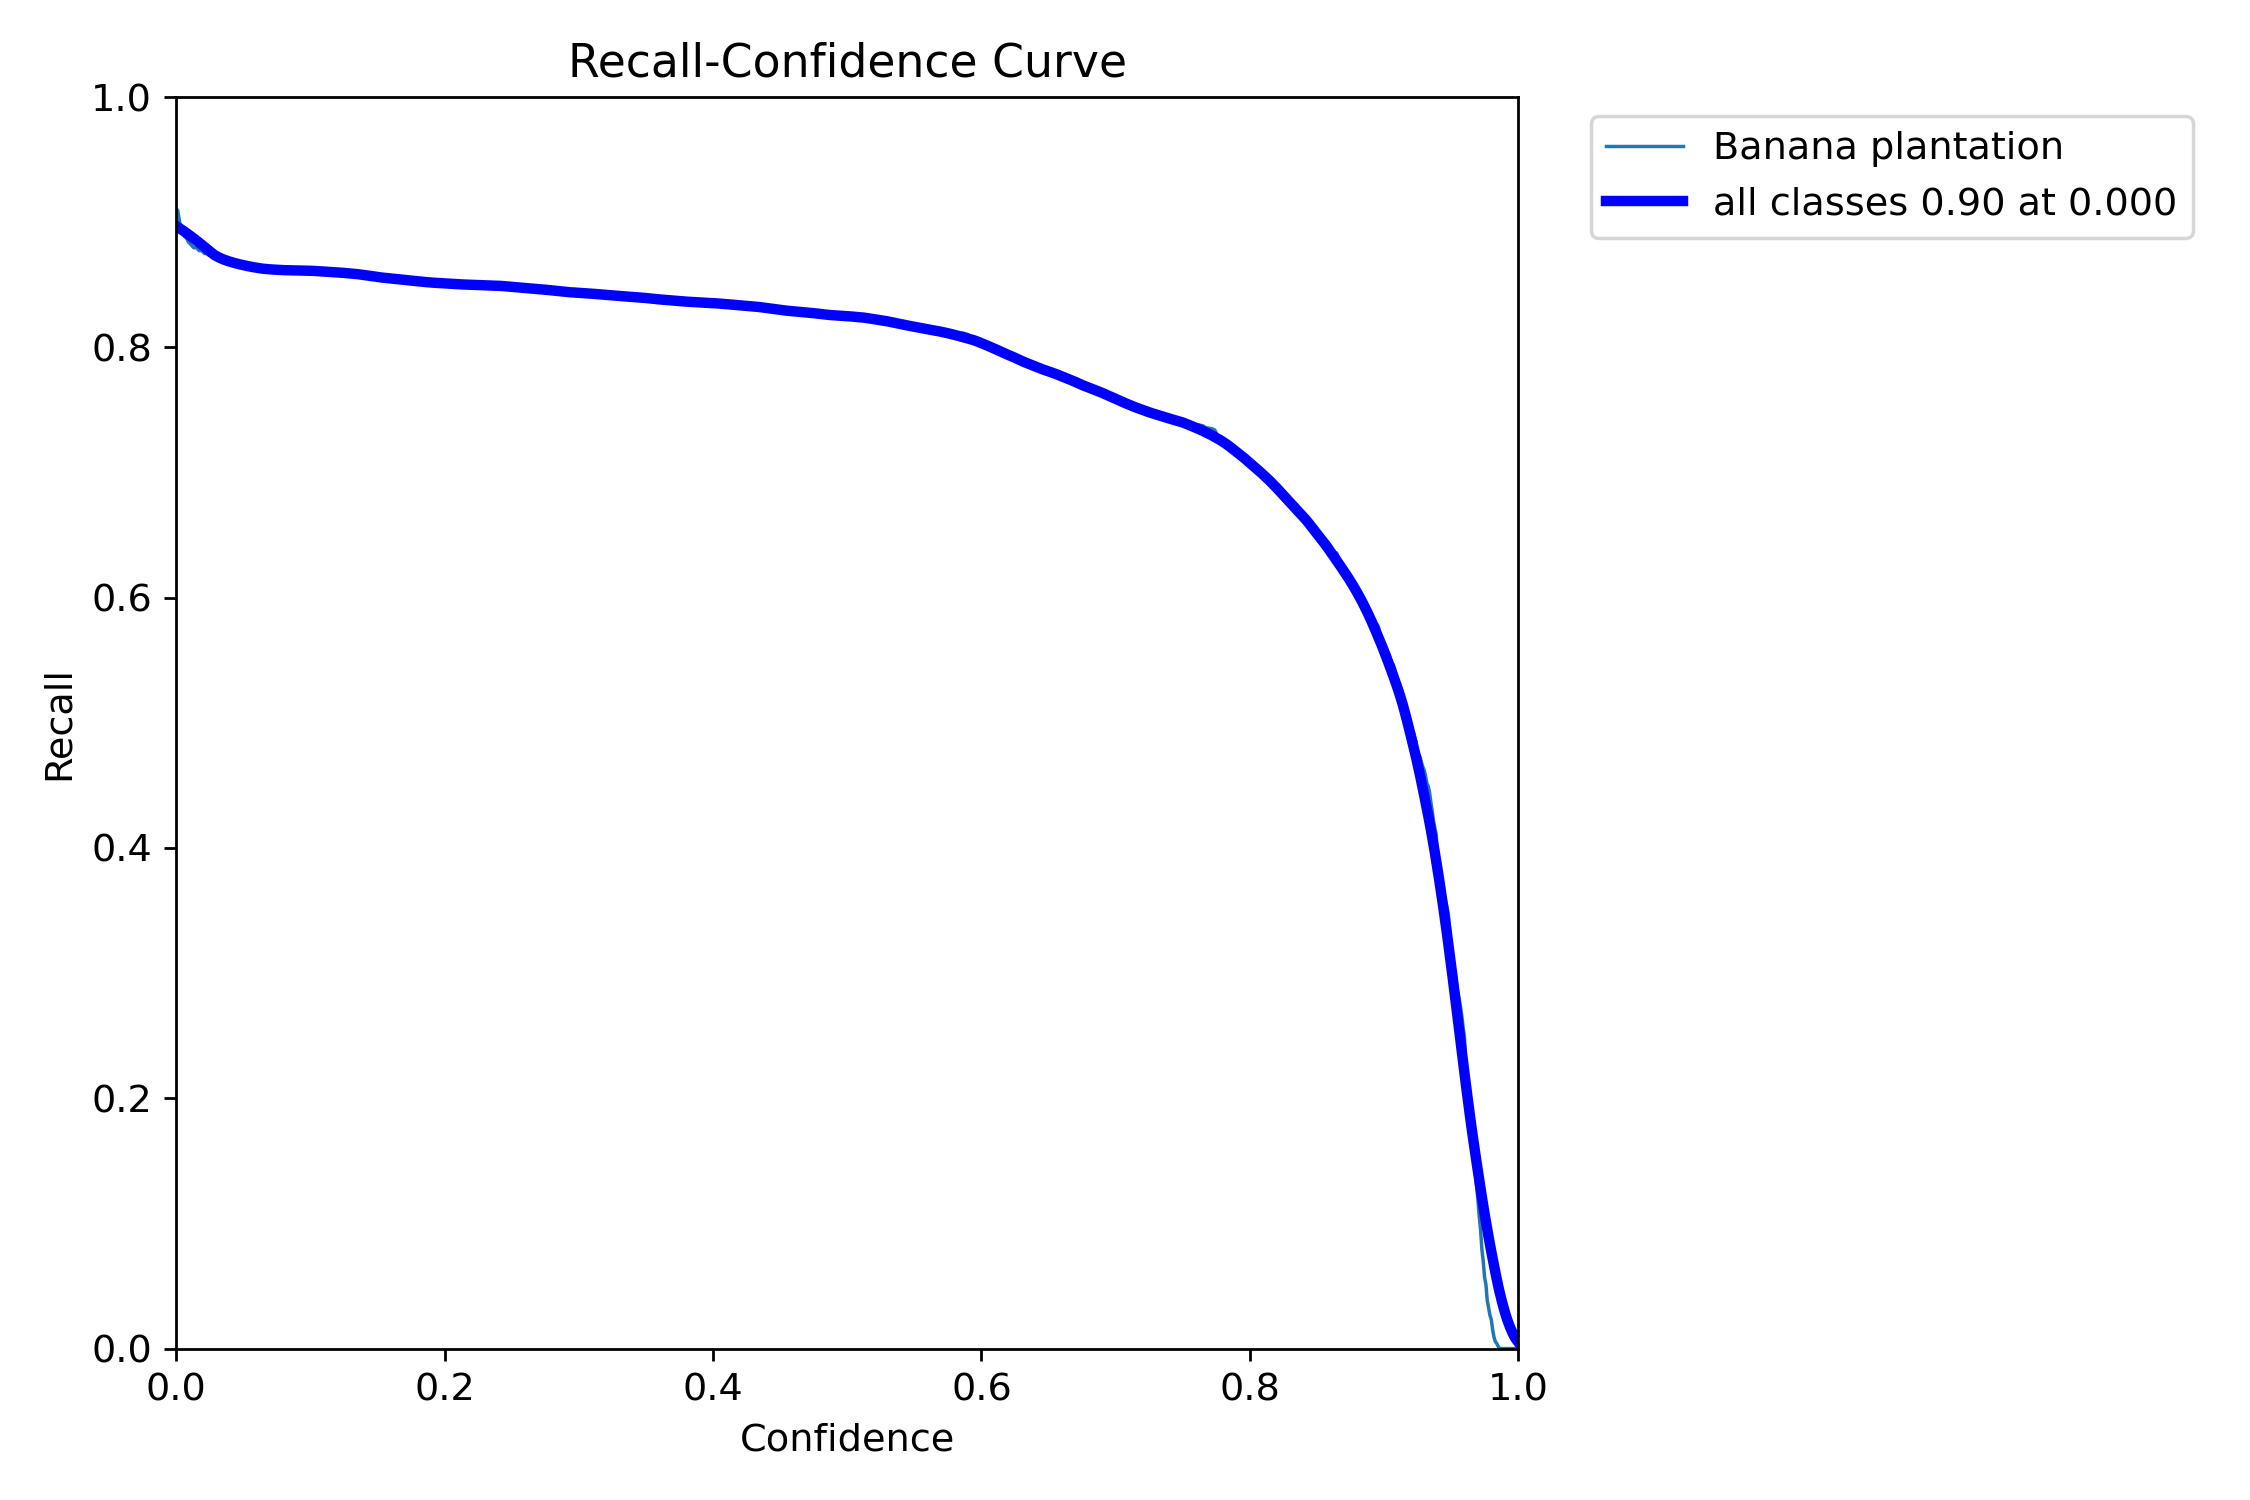 Recall-Confidence Curve
1.0
0.8
0.6
0.4
0.2
0.0
Recall
0.0 0.2 0.4 0.6 0.8 1.0
Confidence
Banana plantation
all classes 0.90 at 0.000